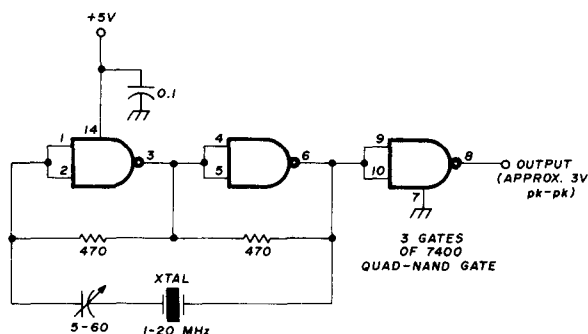 +5V
0.1
14
1
2
3
4
5
6
9
10
8
7
OUTPUT
(APPROX. 3V
pk-pk)
470
470
3 GATES
OF 7400
QUAD-NAND GATE
XTAL
5-60
1-20 MHz